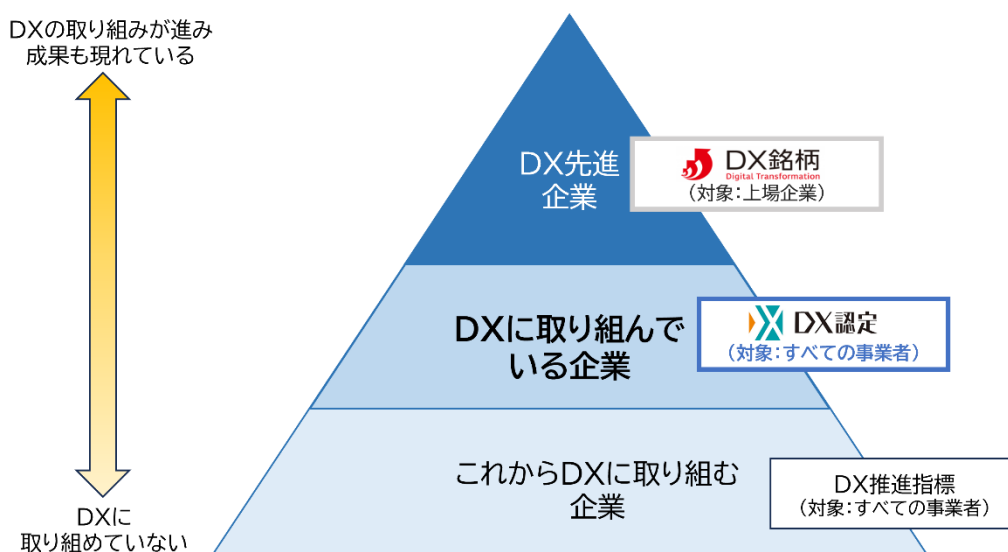 DXの取り組みが進み
成果も現れている
DX先進
企業
DX銘柄
Digital Transformation
(対象:上場企業)
DXに取り組んで
いる企業
DX認定
(対象:すべての事業者)
これからDXに取り組む
企業
DX推進指標
(対象:すべての事業者)
DXに
取り組めていない